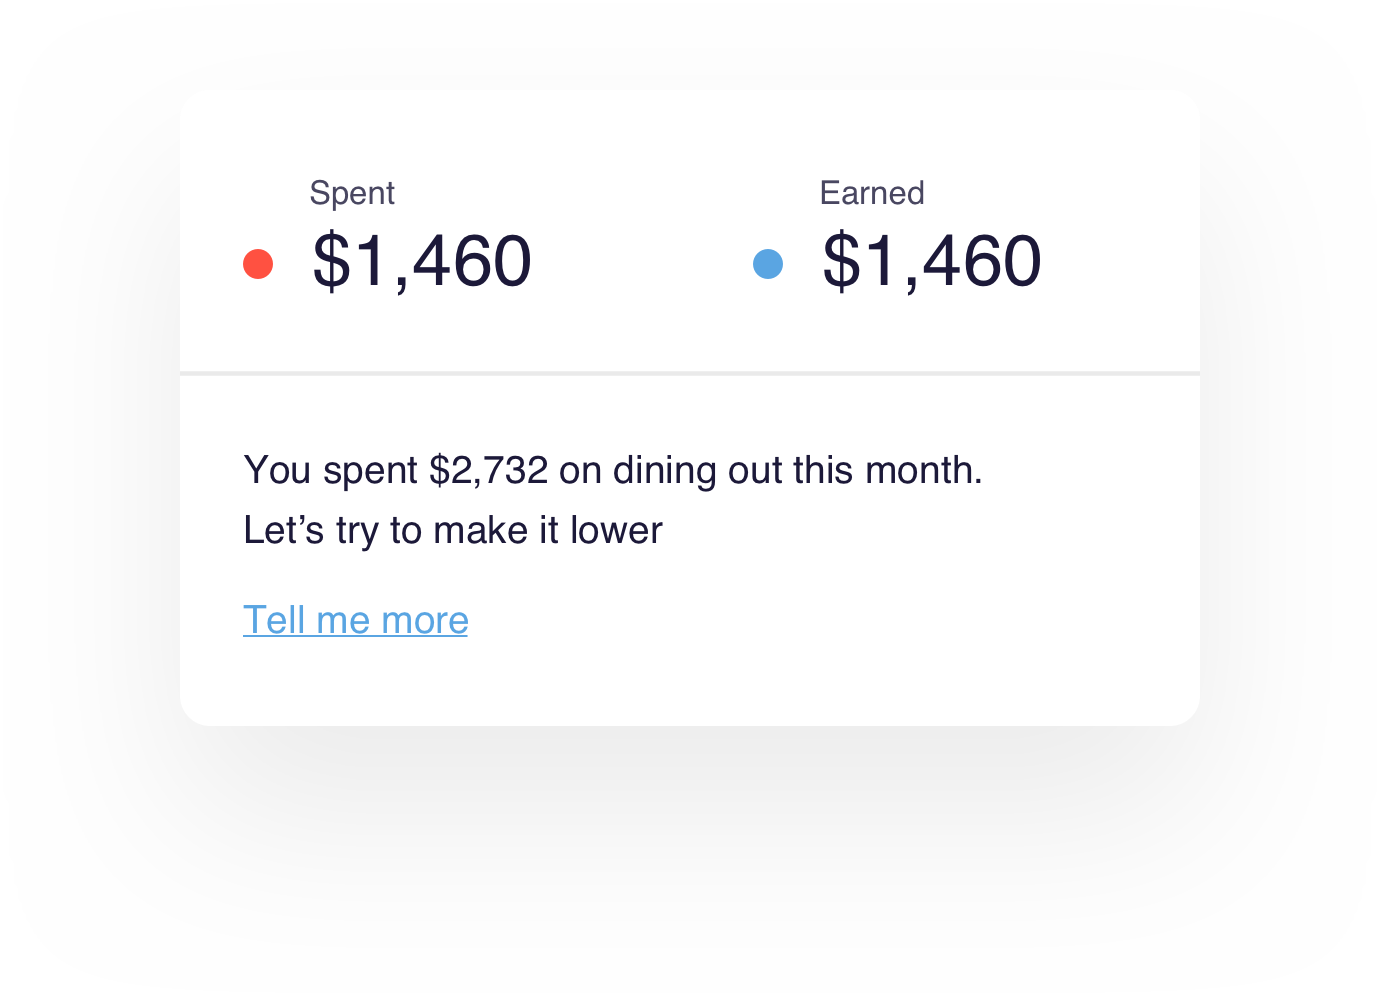 Spent
$1,460
Earned
$1,460
You spent $2,732 on dining out this month.
Let’s try to make it lower
Tell me more